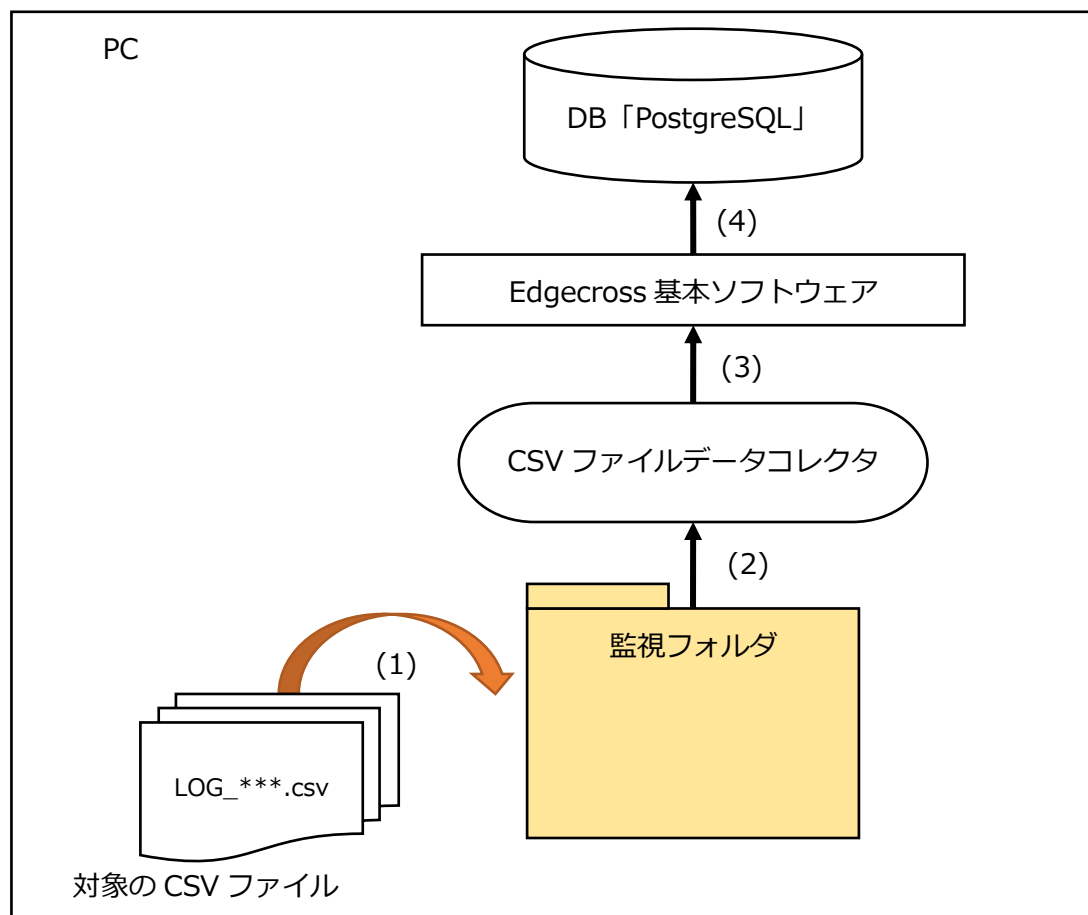 PC
DB「PostgreSQL」
(4)
Edgecross 基本ソフトウェア
(3)
CSV ファイルデータコレクタ
(2)
監視フォルダ
(1)
LOG_***.csv
対象の CSV ファイル